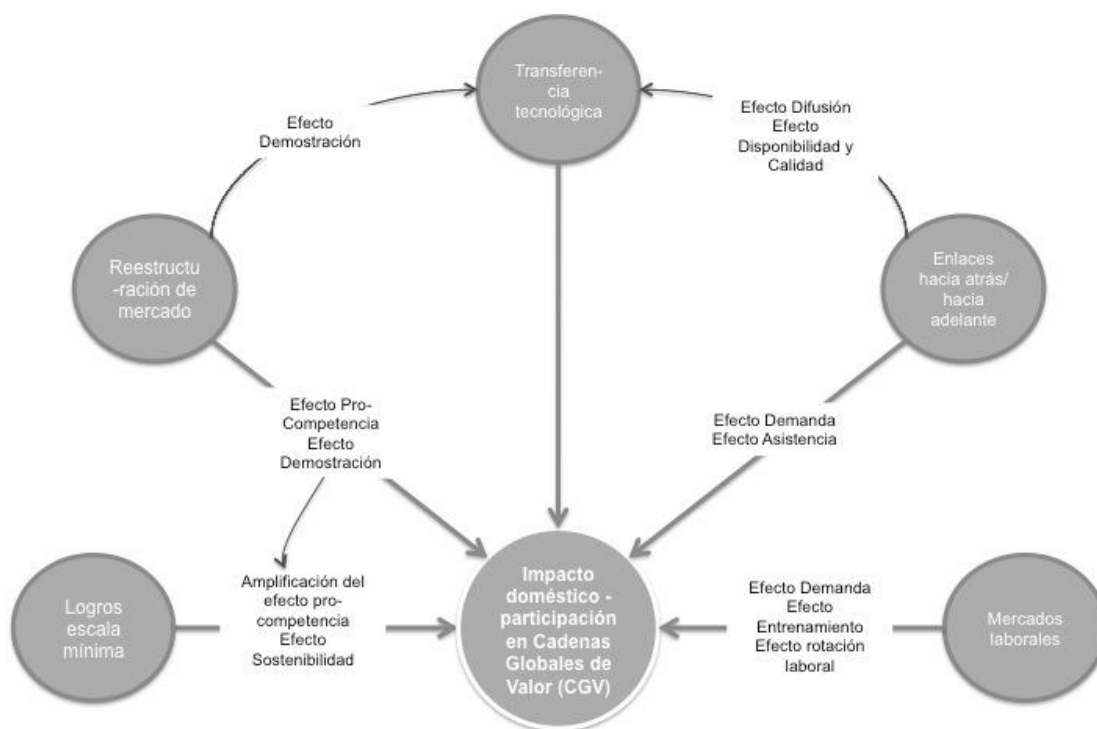 Transferen-
cia
tecnológica
Efecto
Demostración
Efecto Difusión
Efecto
Disponibilidad y
Calidad
Reestructu
-ración de
mercado
Enlaces
hacia atrás/
hacia
adelante
Efecto Pro-
Competencia
Efecto
Demostración
Efecto Demanda
Efecto Asistencia
Logros
escala
mínima
Amplificación del
efecto pro-
competencia
Efecto
Sostenibilidad
Impacto
doméstico -
participación
en Cadenas
Globales de
Valor (CGV)
Efecto Demanda
Efecto
Entrenamiento
Efecto rotación
laboral
Mercados
laborales